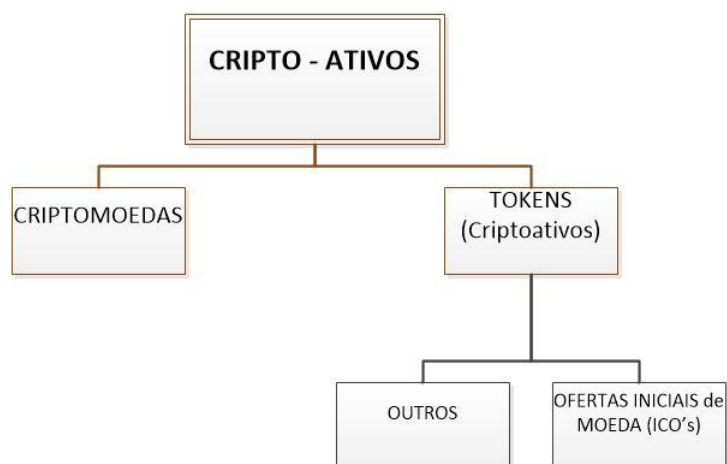 CRIPTO - ATIVOS
CRIPTOMOEDAS
TOKENS
(Criptoativos)
OUTROS
OFERTAS INICIAIS de
MOEDA (ICO’s)